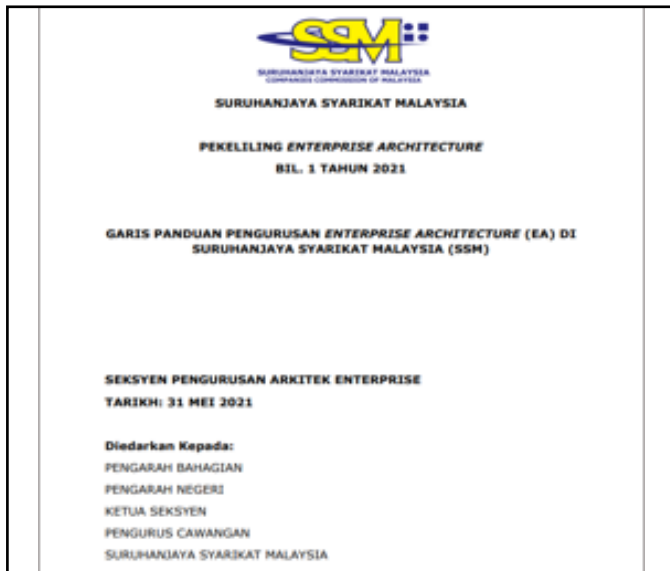 SSM
SURUHANJAYA SYARIKAT MALAYSIA
COMPANIES COMMISSION OF MALAYSIA
SURUHANJAYA SYARIKAT MALAYSIA
PEKELILING ENTERPRISE ARCHITECTURE
BIL. 1 TAHUN 2021
GARIS PANDUAN PENGURUSAN ENTERPRISE ARCHITECTURE (EA) DI
SURUHANJAYA SYARIKAT MALAYSIA (SSM)
SEKSYEN PENGURUSAN ARKITEK ENTERPRISE
TARIKH: 31 MEI 2021
Diedarkan Kepada:
PENGARAH BAHAGIAN
PENGARAH NEGERI
KETUA SEKSYEN
PENGURUS CAWANGAN
SURUHANJAYA SYARIKAT MALAYSIA